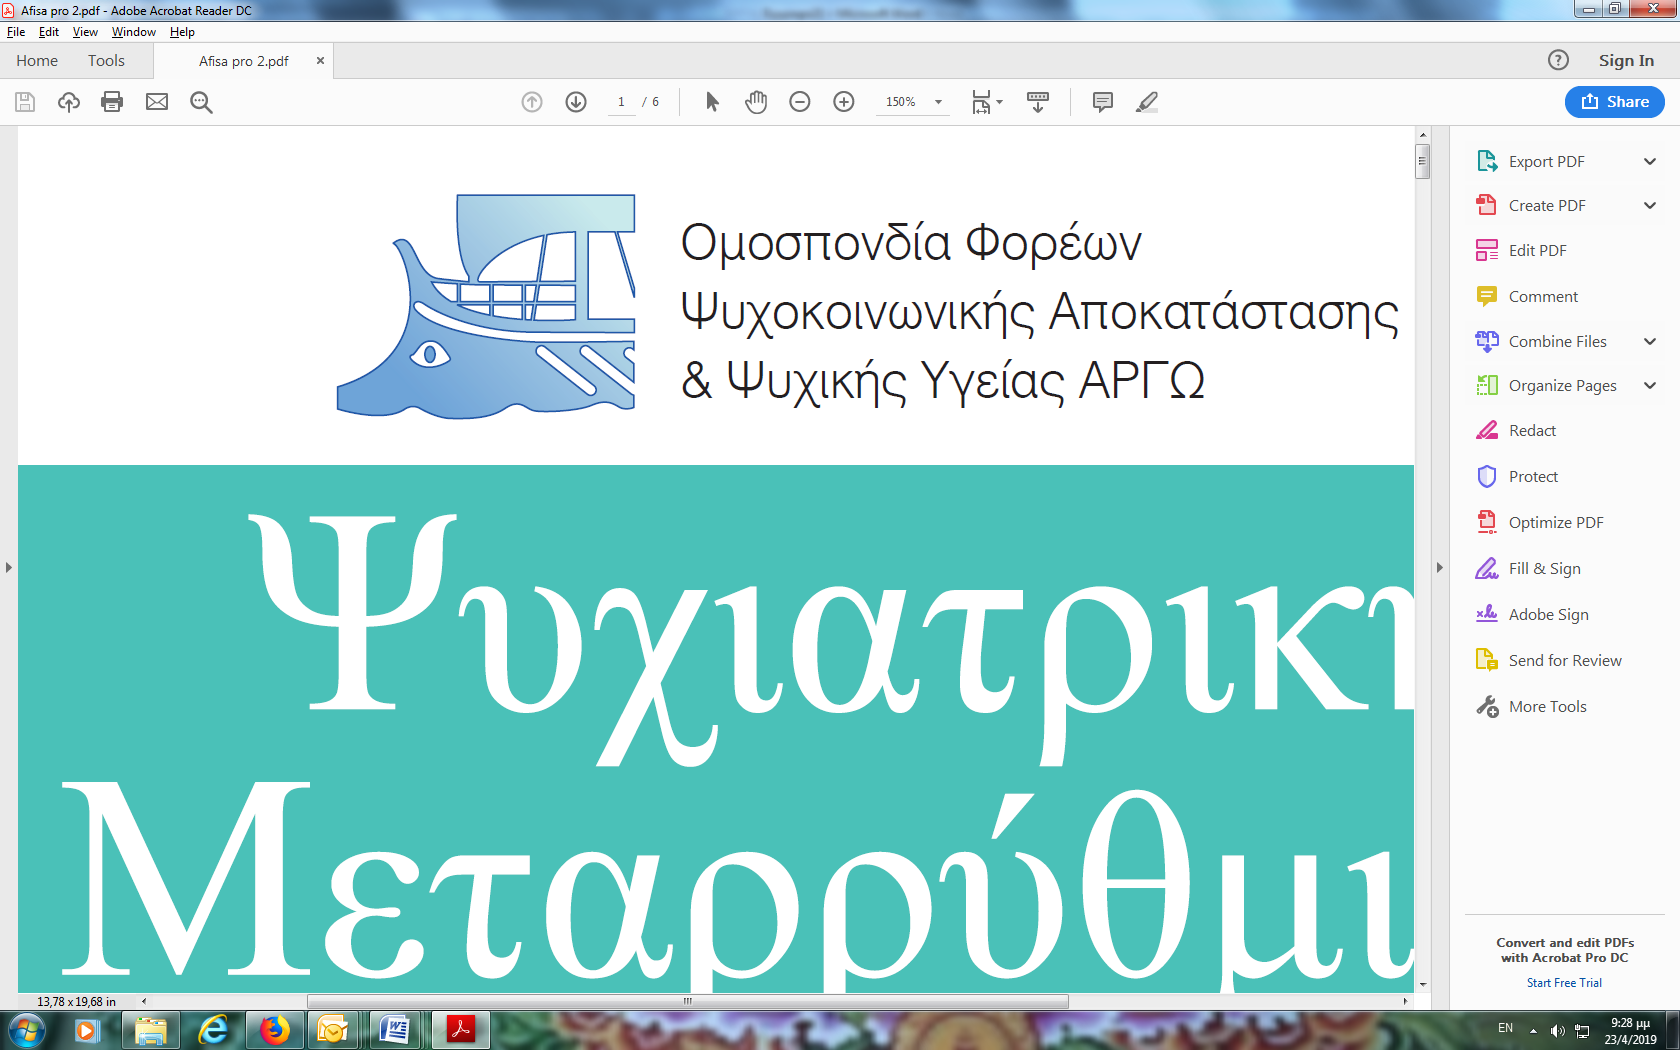 Afisa pro 2.pdf - Adobe Acrobat Reader DC
File Edit View Window Help
Home Tools Afisa pro 2.pdf × Sign In
1 / 6 150% Share
Ομοσπονδία Φορέων
Ψυχοκοινωνικής Αποκατάστασης
& Ψυχικής Υγείας ΑΡΓΩ
Ψυχιατρικ
Μεταρρύθμι
Export PDF
Create PDF
Edit PDF
Comment
Combine Files
Organize Pages
Redact
Protect
Optimize PDF
Fill & Sign
Adobe Sign
Send for Review
More Tools
Convert and edit PDFs
with Acrobat Pro DC
Start Free Trial
13,78 x 19,68 in
EN
9:28 μμ
23/4/2019